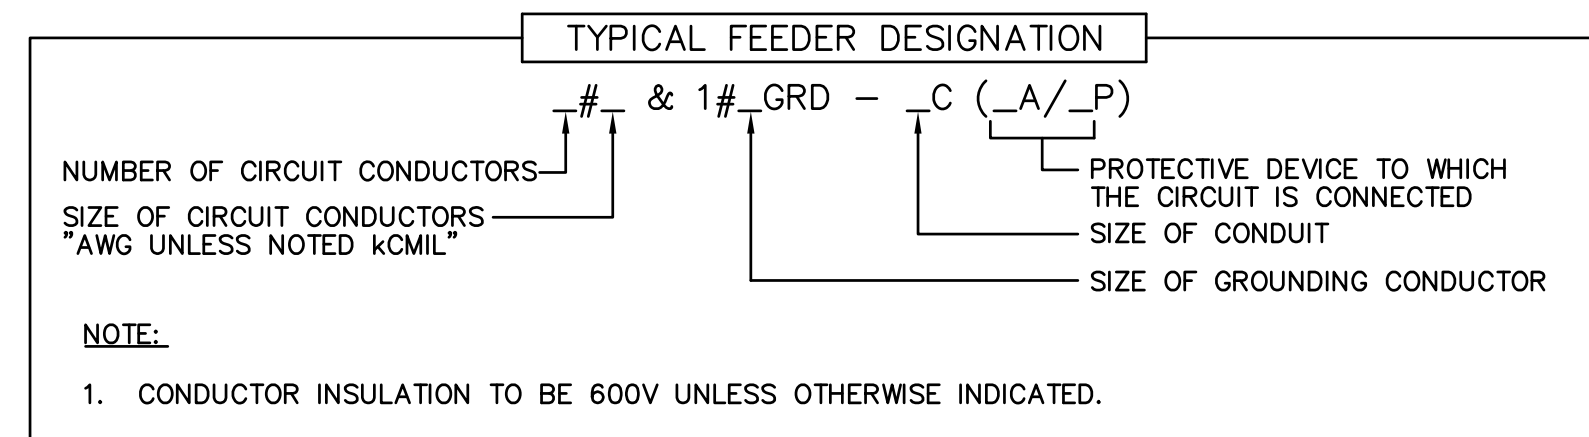 TYPICAL FEEDER DESIGNATION
_#_ & 1#_GRD - _C (_A/_P)
NUMBER OF CIRCUIT CONDUCTORS
SIZE OF CIRCUIT CONDUCTORS
"AWG UNLESS NOTED kCMIL"
PROTECTIVE DEVICE TO WHICH
THE CIRCUIT IS CONNECTED
SIZE OF CONDUIT
SIZE OF GROUNDING CONDUCTOR
NOTE:
1. CONDUCTOR INSULATION TO BE 600V UNLESS OTHERWISE INDICATED.